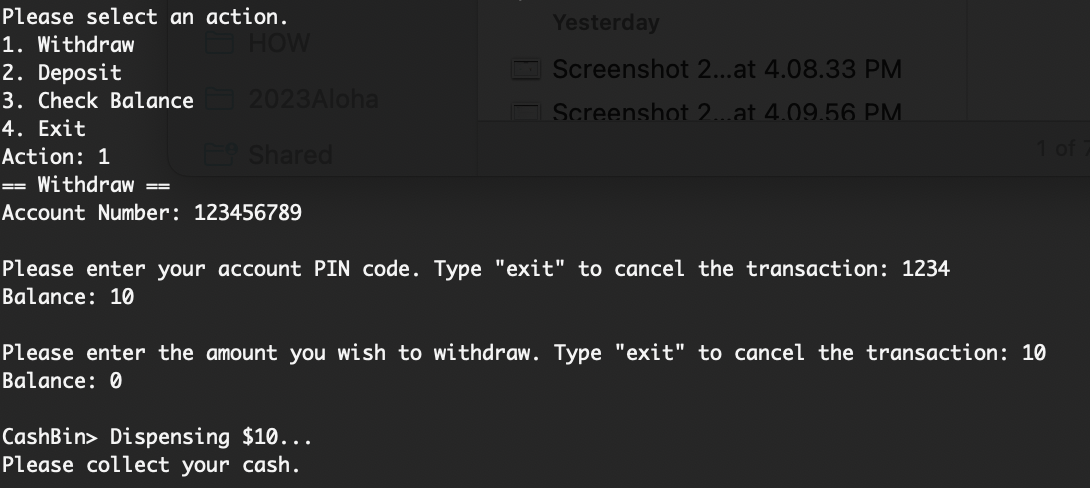 Please select an action.
1. Withdraw
2. Deposit
3. Check Balance
4. Exit
Action: 1
== Withdraw ==
Account Number: 123456789
Please enter your account PIN code. Type "exit" to cancel the transaction: 1234
Balance: 10
Please enter the amount you wish to withdraw. Type "exit" to cancel the transaction: 10
Balance: 0
CashBin> Dispensing $10...
Please collect your cash.
HOW
2023Aloha
Shared
Yesterday
Screenshot 2...at 4.08.33 PM
Screenshot 2...at 4.09.56 PM
1 of